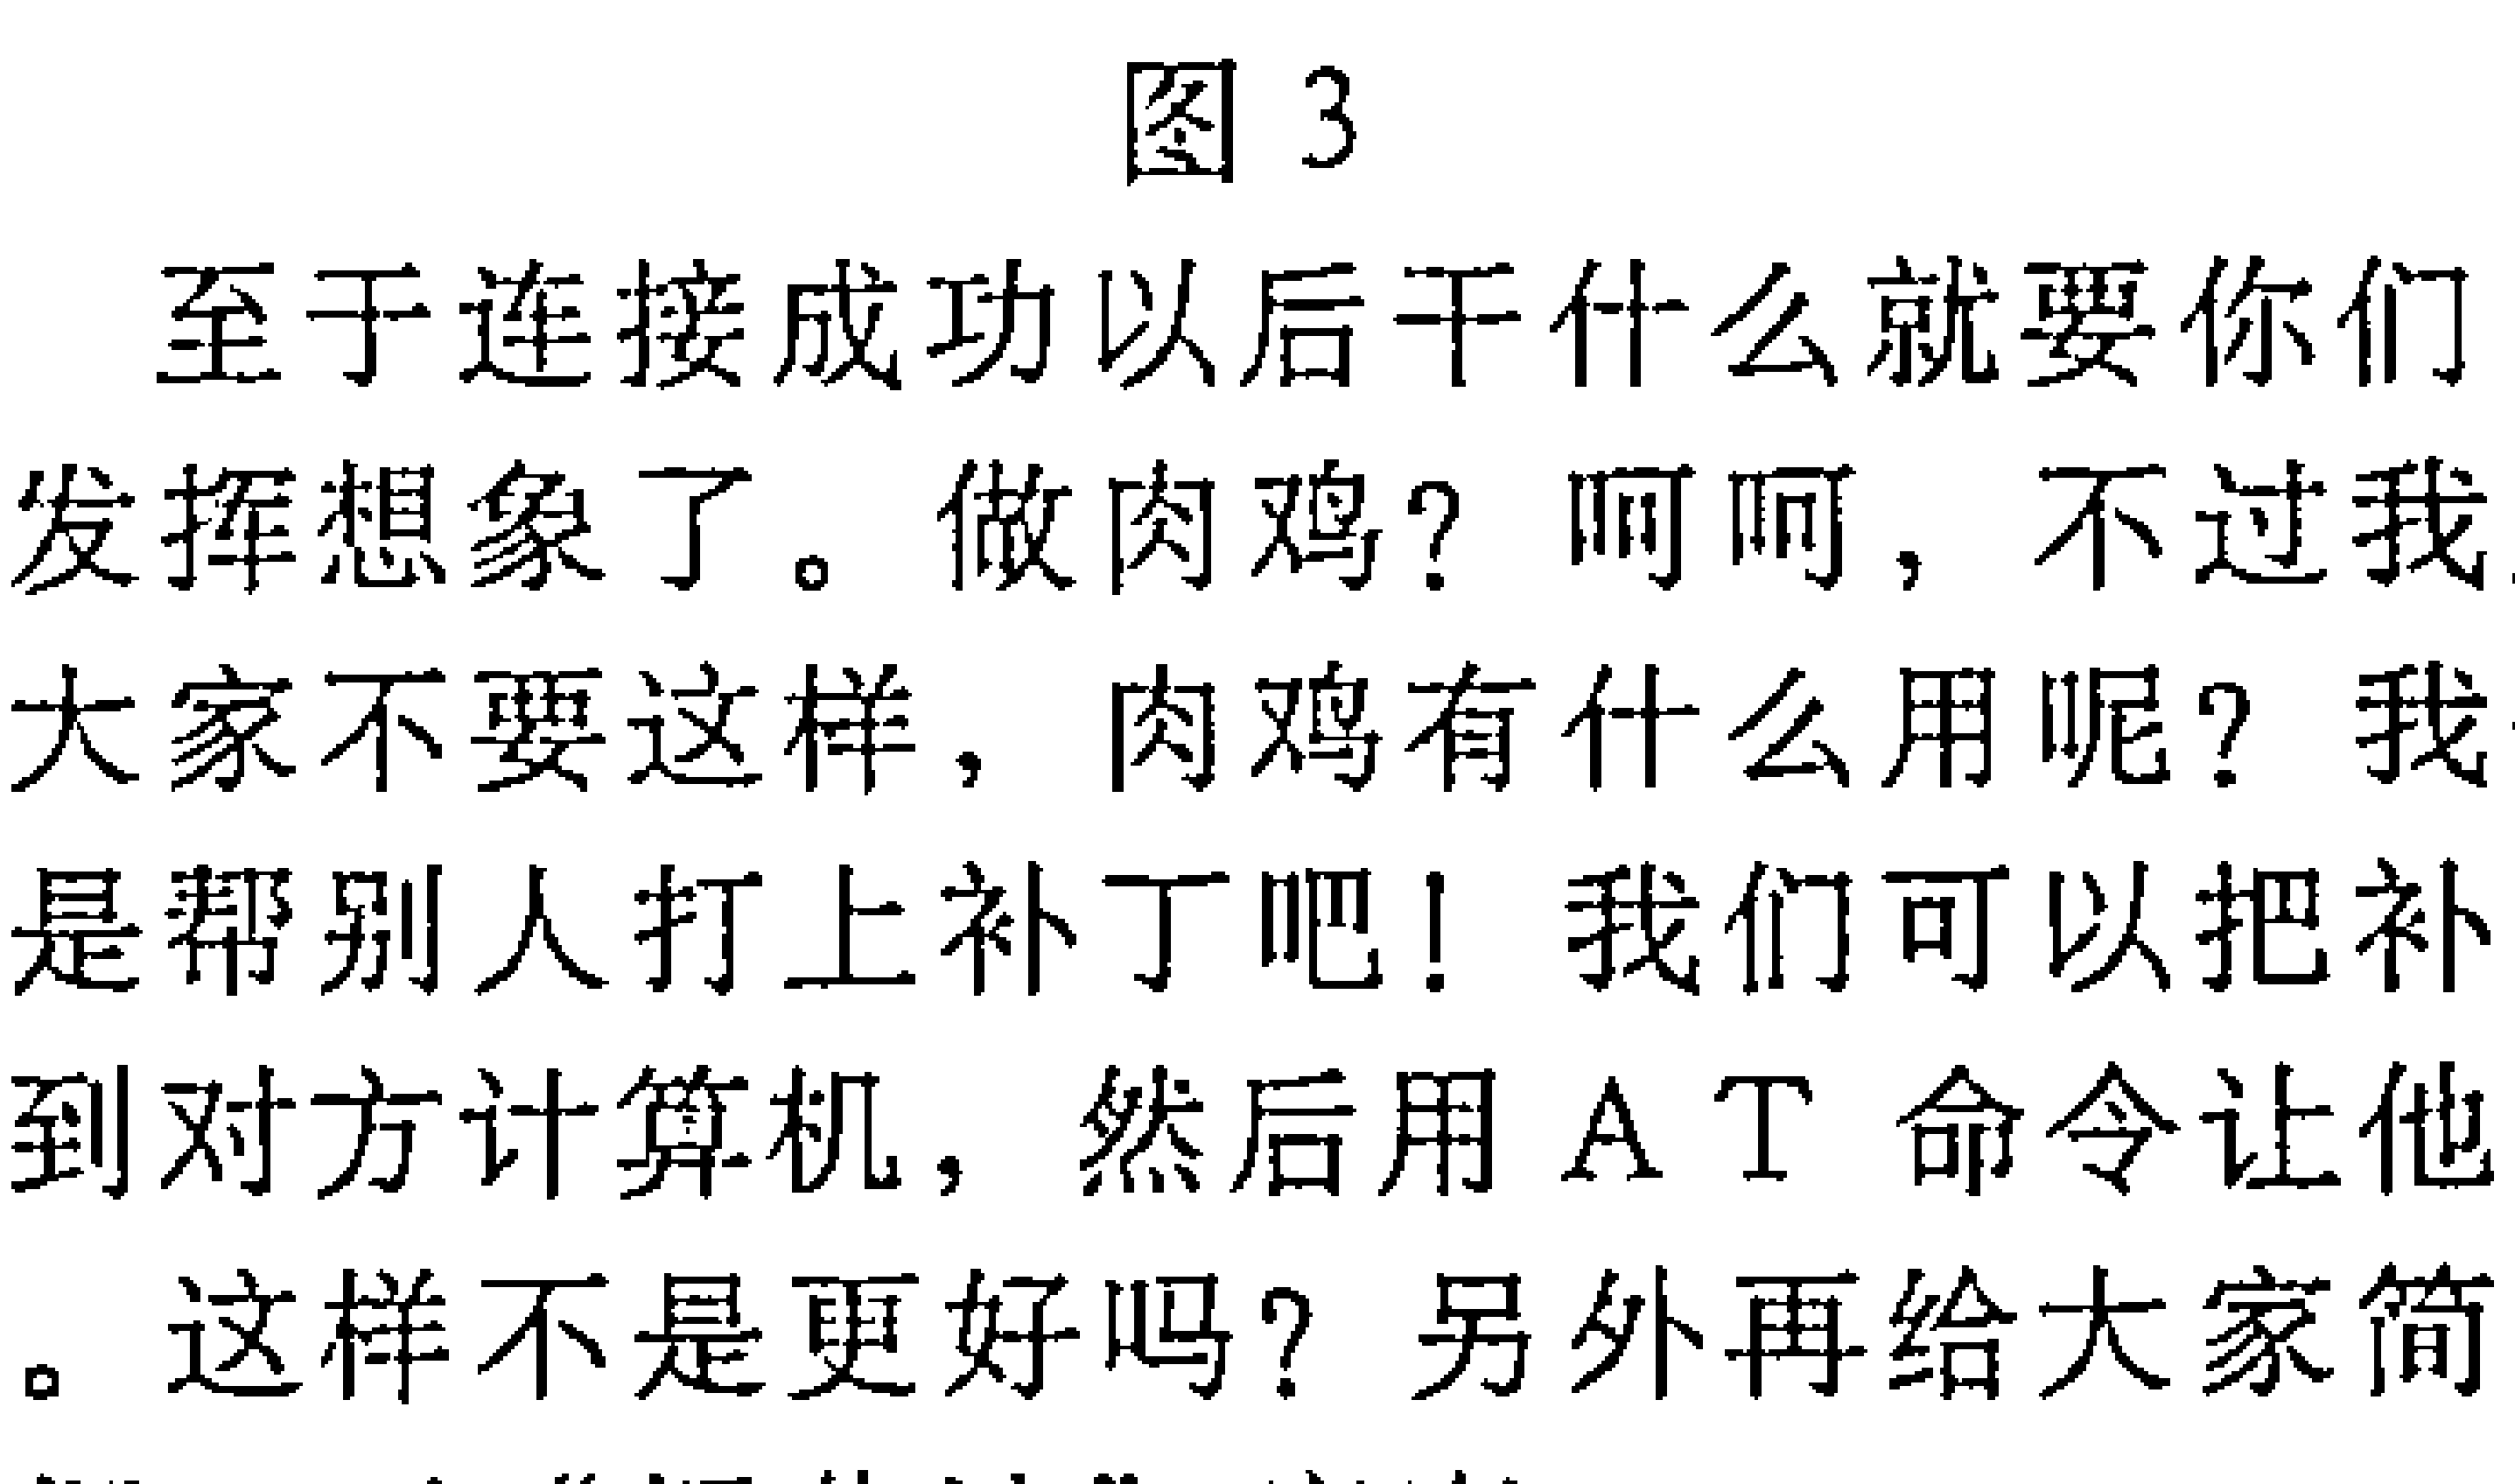 图 3
至于连接成功以后干什么就要你们
发挥想象了。做肉鸡？呵呵，不过我
大家不要这样，肉鸡有什么用呢？我
是帮别人打上补丁吧！我们可以把补
到对方计算机，然后用 A T 命令让他
。这样不是更好吗？另外再给大家简